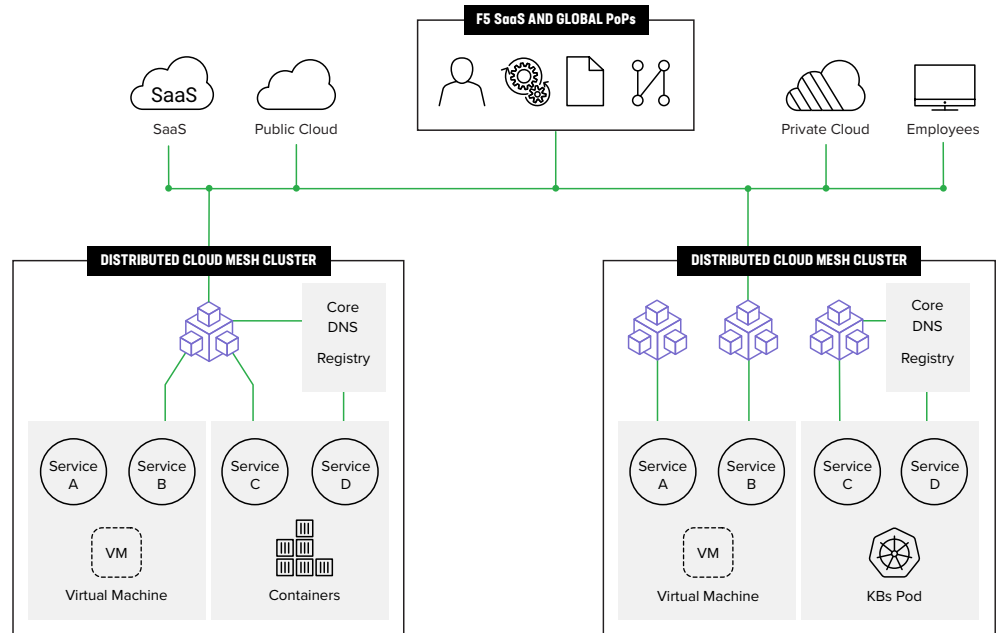 F5 SaaS AND GLOBAL PoPs
SaaS
SaaS
Public Cloud
Private Cloud
Employees
DISTRIBUTED CLOUD MESH CLUSTER
Core
DNS
Registry
Service
A
Service
B
Service
C
Service
D
VM
Virtual Machine
Containers
DISTRIBUTED CLOUD MESH CLUSTER
Core
DNS
Registry
Service
A
Service
B
Service
C
Service
D
VM
Virtual Machine
KBs Pod